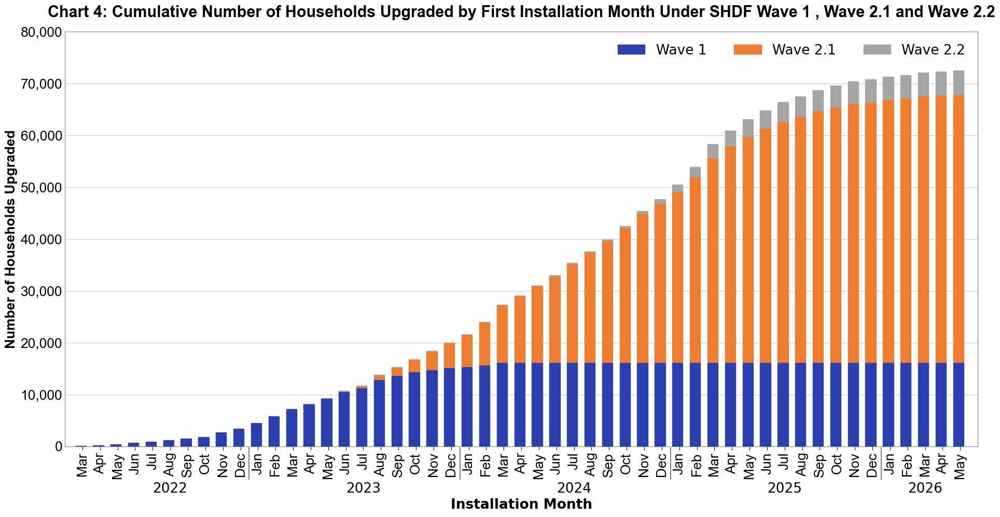 Chart 4: Cumulative Number of Households Upgraded by First Installation Month Under SHDF Wave 1 , Wave 2.1 and Wave 2.2
Wave 1 Wave 2.1 Wave 2.2
Number of Households Upgraded
80,000
70,000
60,000
50,000
40,000
30,000
20,000
10,000
0
Mar Apr May Jun Jul Aug Sep Oct Nov Dec Jan Feb Mar Apr May Jun Jul Aug Sep Oct Nov Dec Jan Feb Mar Apr May Jun Jul Aug Sep Oct Nov Dec Jan Feb Mar Apr May Jun Jul Aug Sep Oct Nov Dec Jan Feb Mar Apr May
2022 2023 2024 2025 2026
Installation Month